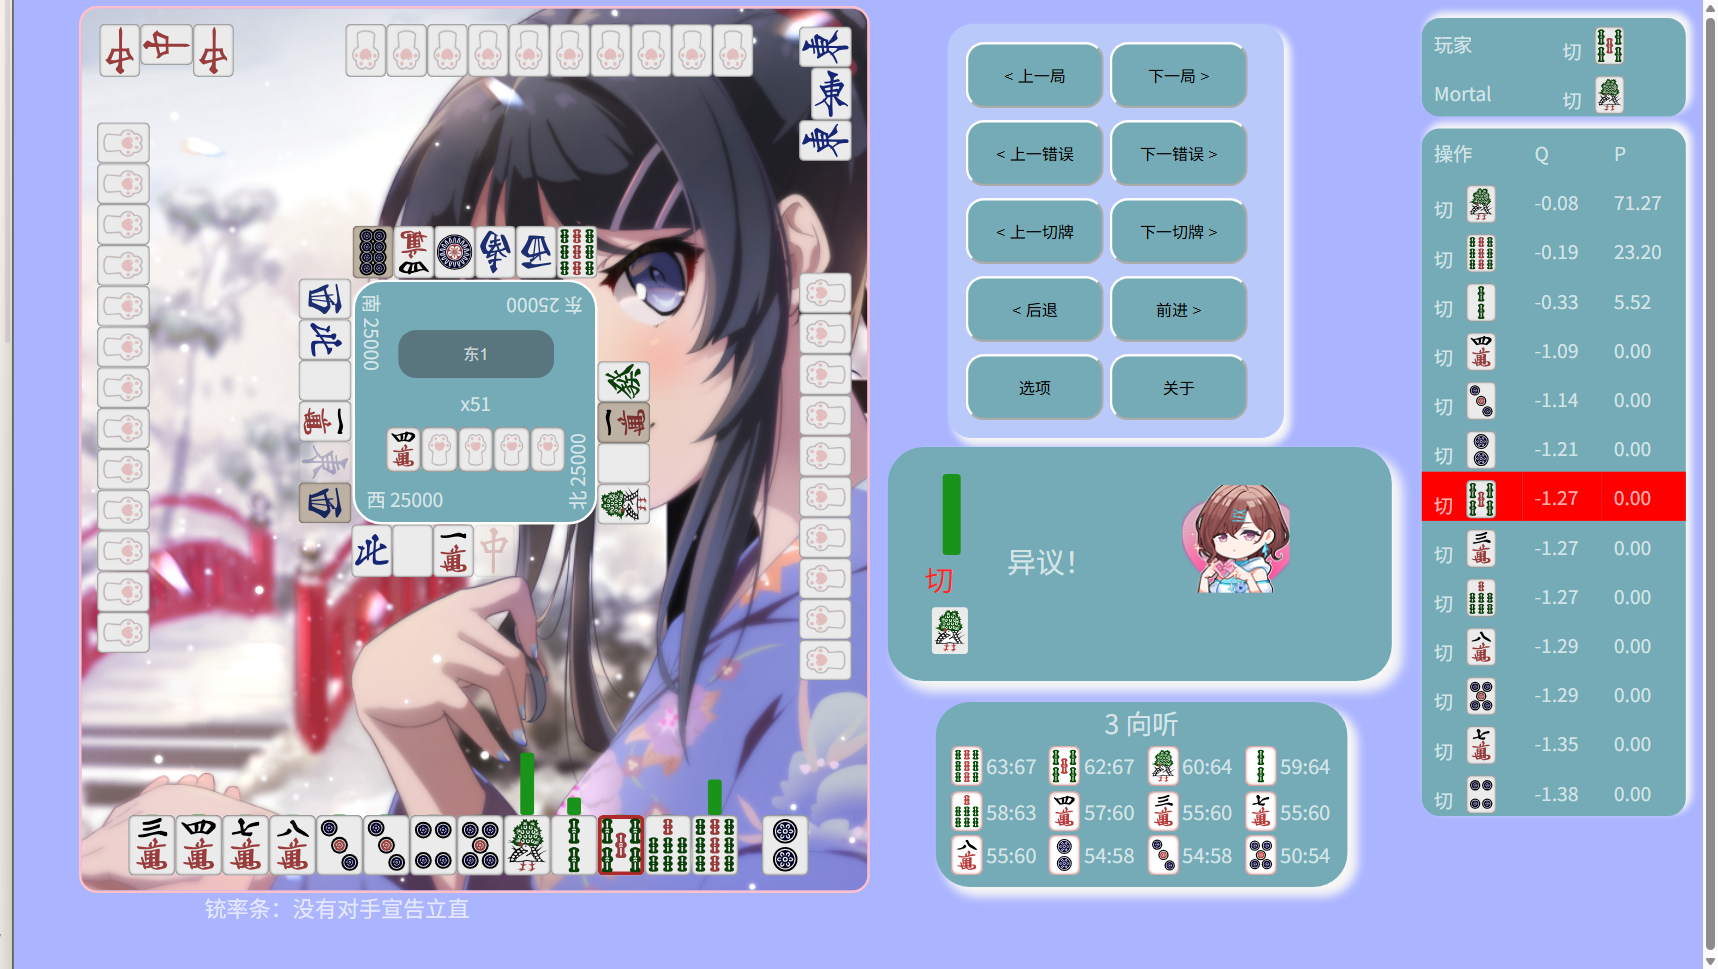 南 25000
东 25000
东1
x51
西 25000
北 25000
铳率条：没有对手宣告立直
< 上一局
下一局 >
< 上一错误
下一错误 >
< 上一切牌
下一切牌 >
< 后退
前进 >
选项
关于
切
异议！
3 向听
63:67 62:67 60:64 59:64
58:63 57:60 55:60 55:60
55:60 54:58 54:58 50:54
玩家 切
Mortal 切
操作 Q P
切 -0.08 71.27
切 -0.19 23.20
切 -0.33 5.52
切 -1.09 0.00
切 -1.14 0.00
切 -1.21 0.00
切 -1.27 0.00
切 -1.27 0.00
切 -1.27 0.00
切 -1.29 0.00
切 -1.29 0.00
切 -1.35 0.00
切 -1.38 0.00